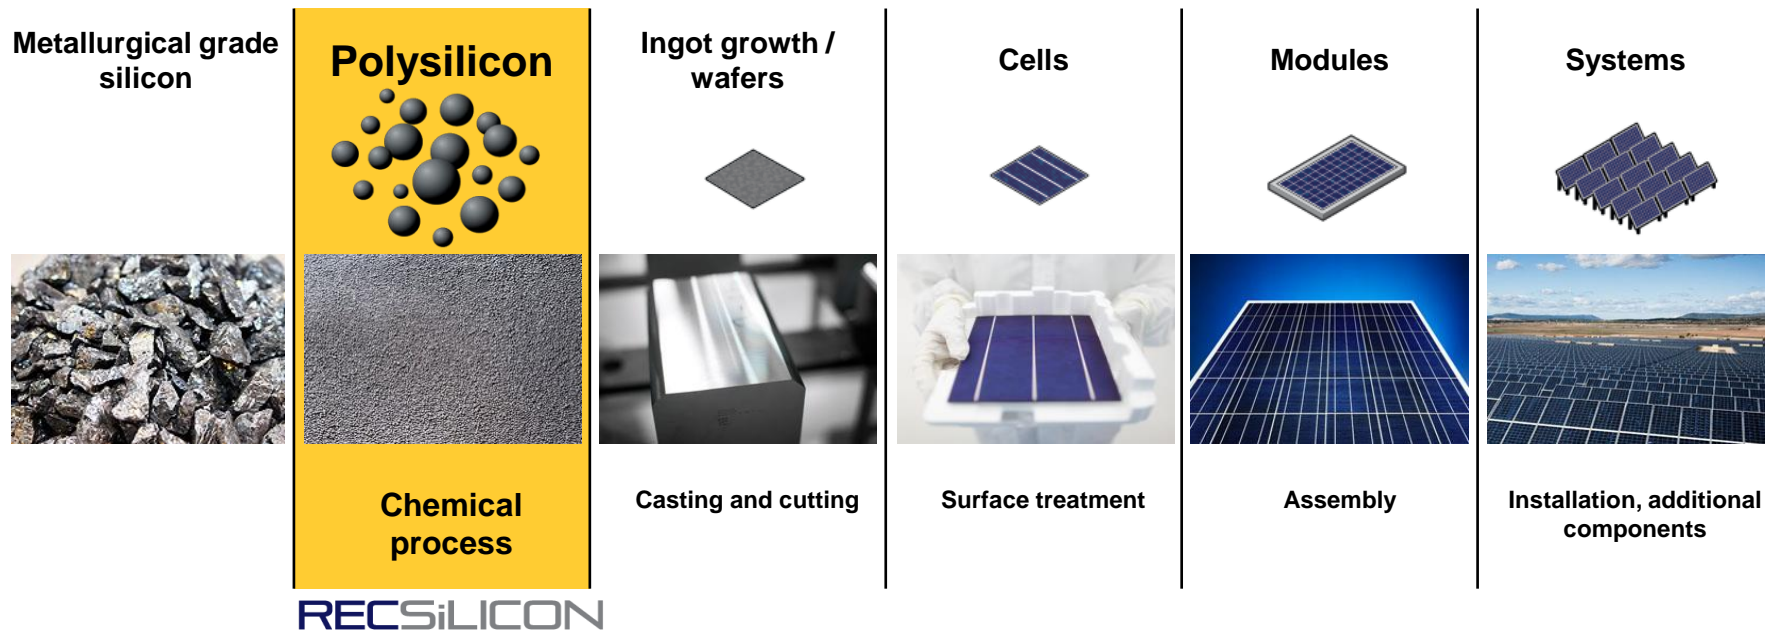 Metallurgical grade
silicon
Polysilicon
Ingot growth /
wafers
Cells
Modules
Systems
Chemical
process
Casting and cutting
Surface treatment
Assembly
Installation, additional
components
RECSiLICON